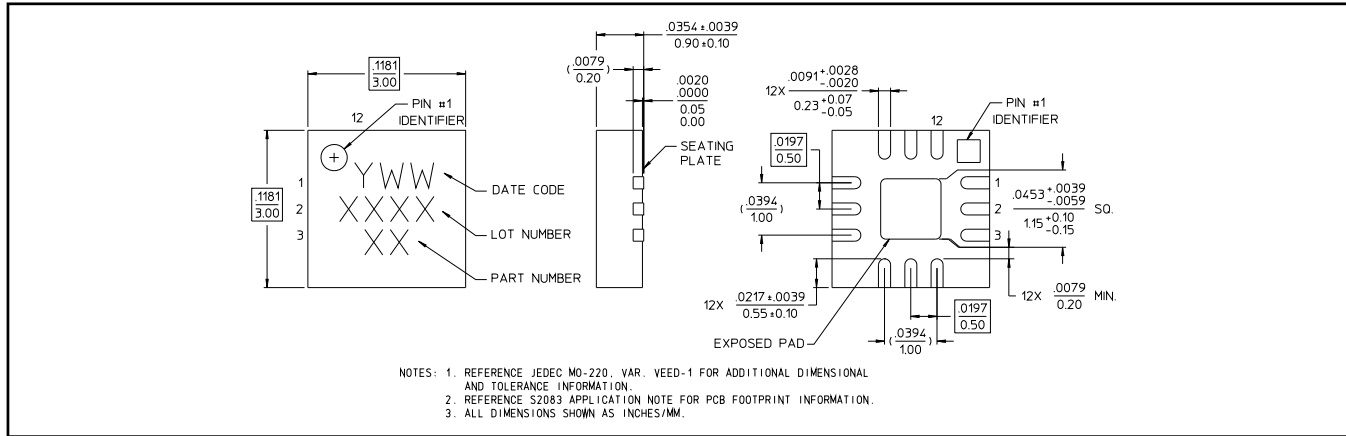 .1181
3.00
PIN #1
IDENTIFIER
12
.1181
3.00
1
2
3
YWW
XXXX
XX
DATE CODE
LOT NUMBER
PART NUMBER
.0354 ±.0039
0.90 ±0.10
(.0079
0.20)
.0020
.0000
0.05
0.00
SEATING
PLATE
12X .0091 +.0028 -.0020
0.23 +0.07 -0.05
PIN #1
IDENTIFIER
12
.0197
0.50
(.0394
1.00)
1
2
3
.0453 +.0039 -.0059 SQ.
1.15 +0.10 -0.15
12X .0217 ±.0039
0.55 ±0.10
12X .0079 MIN.
0.20
.0197
0.50
(.0394
1.00)
EXPOSED PAD
NOTES: 1. REFERENCE JEDEC MO-220, VAR. VEED-1 FOR ADDITIONAL DIMENSIONAL
AND TOLERANCE INFORMATION.
2. REFERENCE S2083 APPLICATION NOTE FOR PCB FOOTPRINT INFORMATION.
3. ALL DIMENSIONS SHOWN AS INCHES/MM.